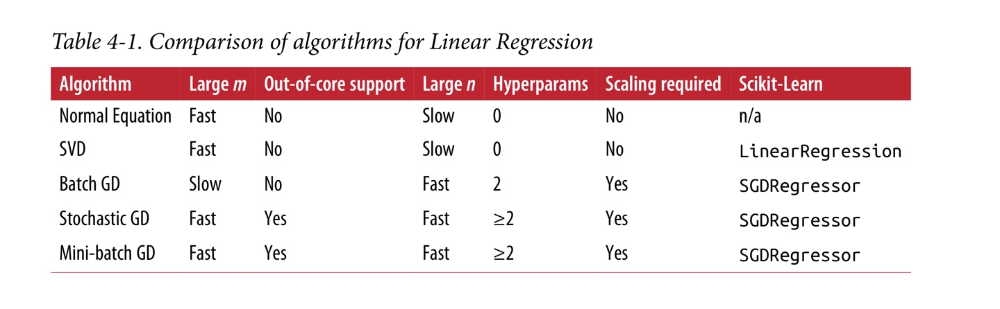 Table 4-1. Comparison of algorithms for Linear Regression
Algorithm Large m Out-of-core support Large n Hyperparams Scaling required Scikit-Learn
Normal Equation Fast No Slow 0 No n/a
SVD Fast No Slow 0 No LinearRegression
Batch GD Slow No Fast 2 Yes SGDRegressor
Stochastic GD Fast Yes Fast ≥2 Yes SGDRegressor
Mini-batch GD Fast Yes Fast ≥2 Yes SGDRegressor